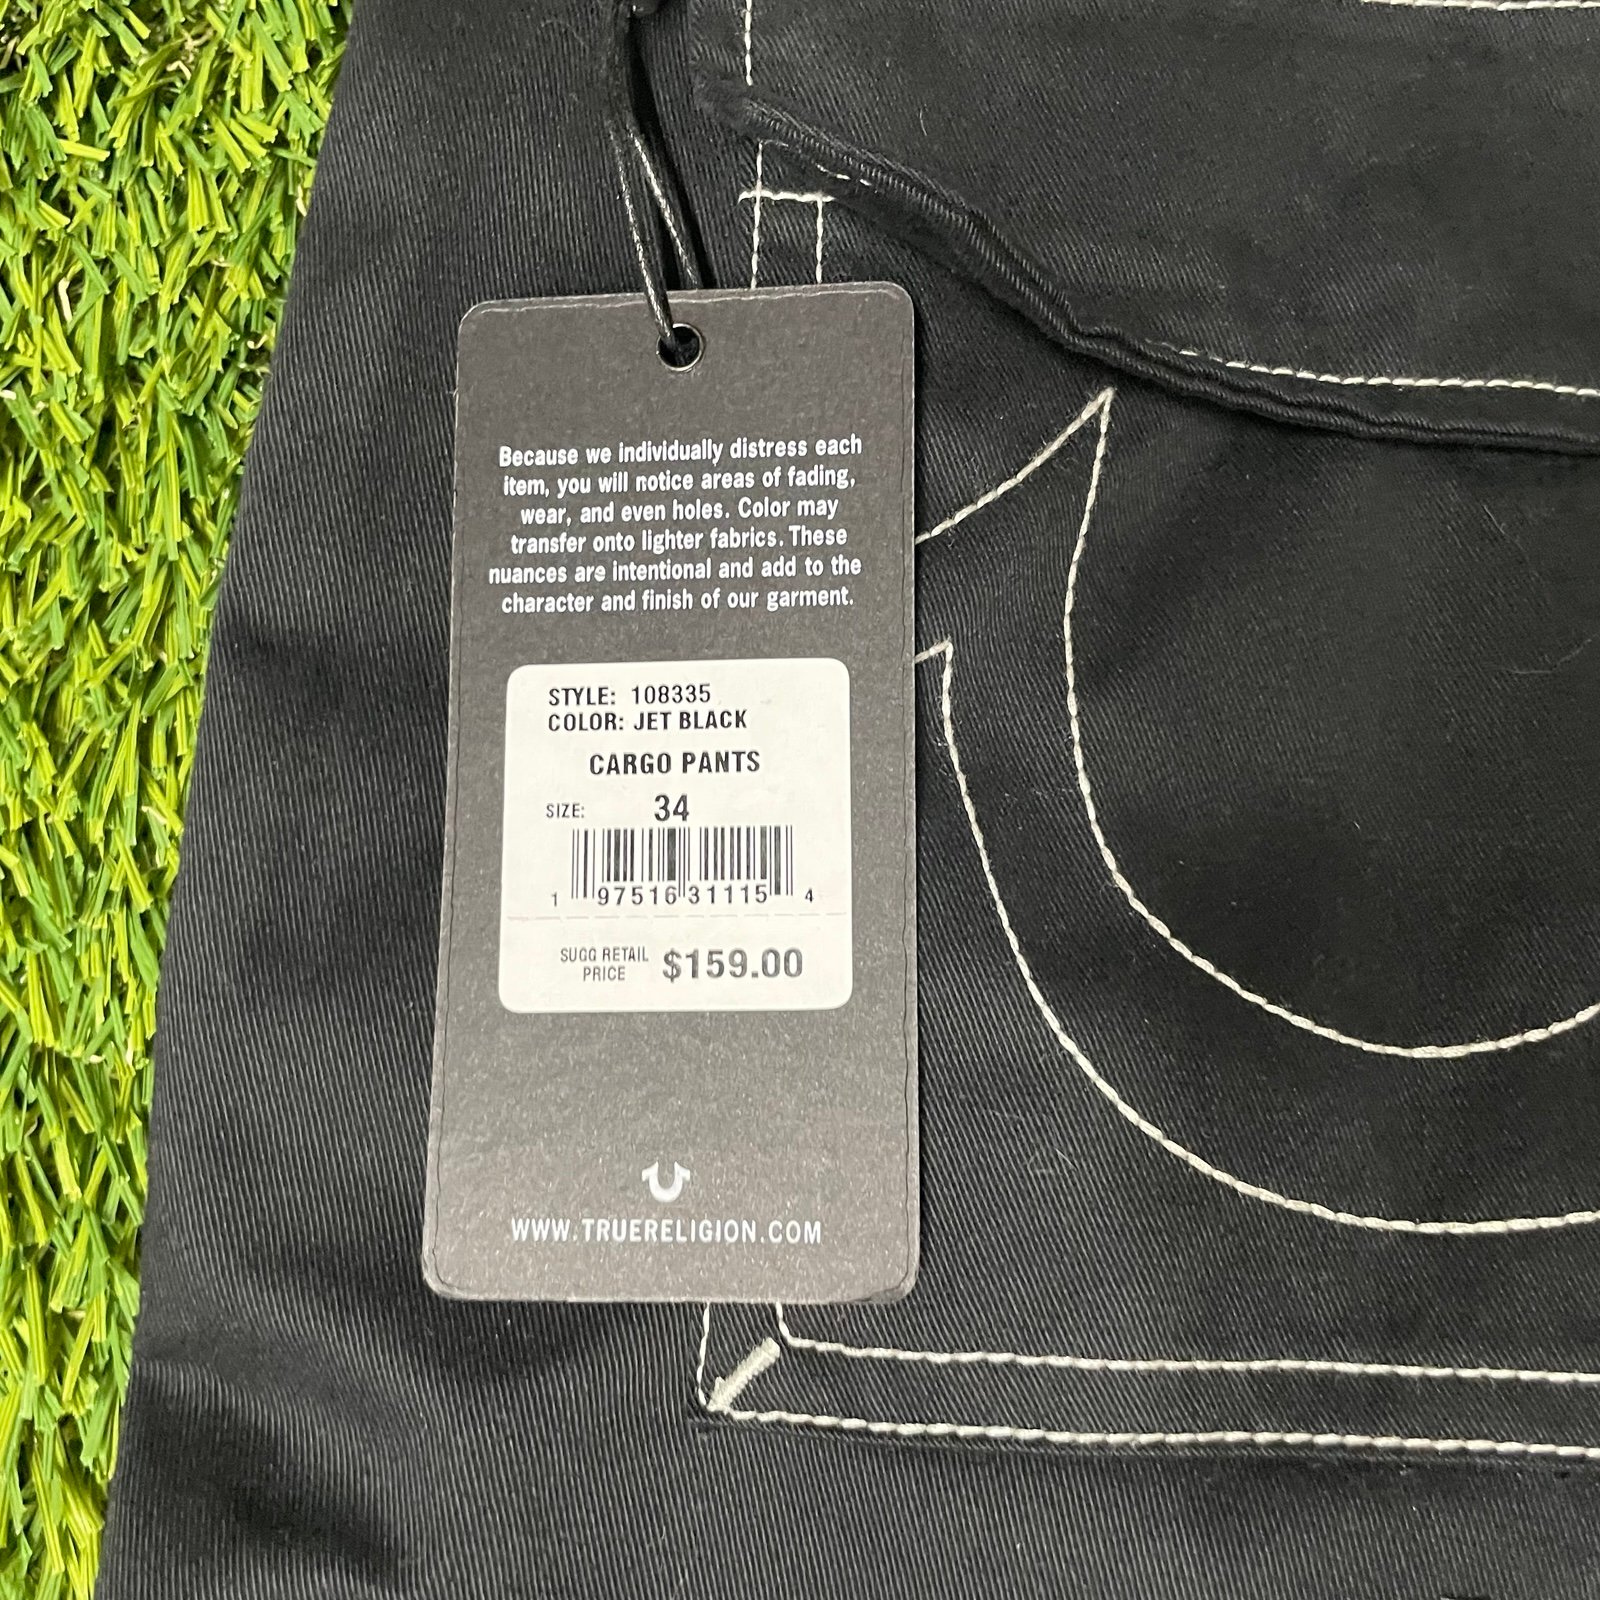 Because we individually distress each
item, you will notice areas of fading,
wear, and even holes. Color may
transfer onto lighter fabrics. These
nuances are intentional and add to the
character and finish of our garment.
STYLE: 108335
COLOR: JET BLACK
CARGO PANTS
SIZE: 34
1 97516 31115 4
SUGG RETAIL
PRICE $159.00
WWW.TRUERELIGION.COM